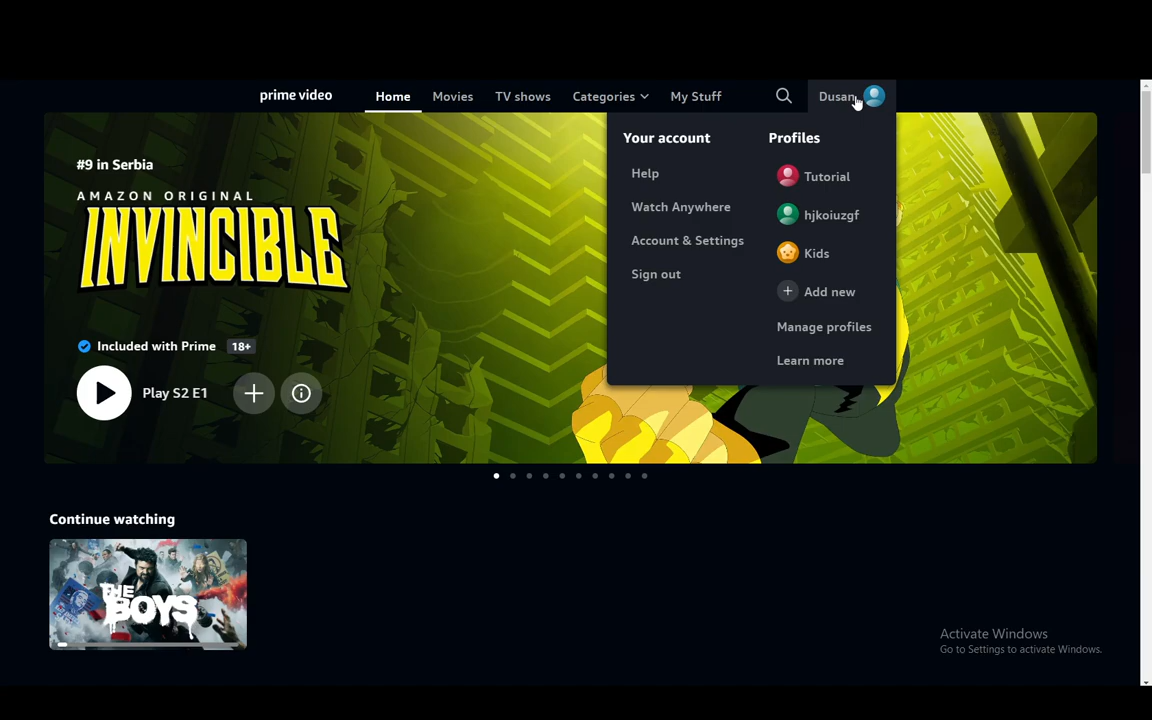 prime video Home Movies TV shows Categories My Stuff Dusan
Your account
Help
Watch Anywhere
Account & Settings
Sign out
Profiles
Tutorial
hjkoiuzgf
Kids
Add new
Manage profiles
Learn more
#9 in Serbia
AMAZON ORIGINAL
INVINCIBLE
Included with Prime 18+
Play S2 E1
Continue watching
THE
BOYS
Activate Windows
Go to Settings to activate Windows.